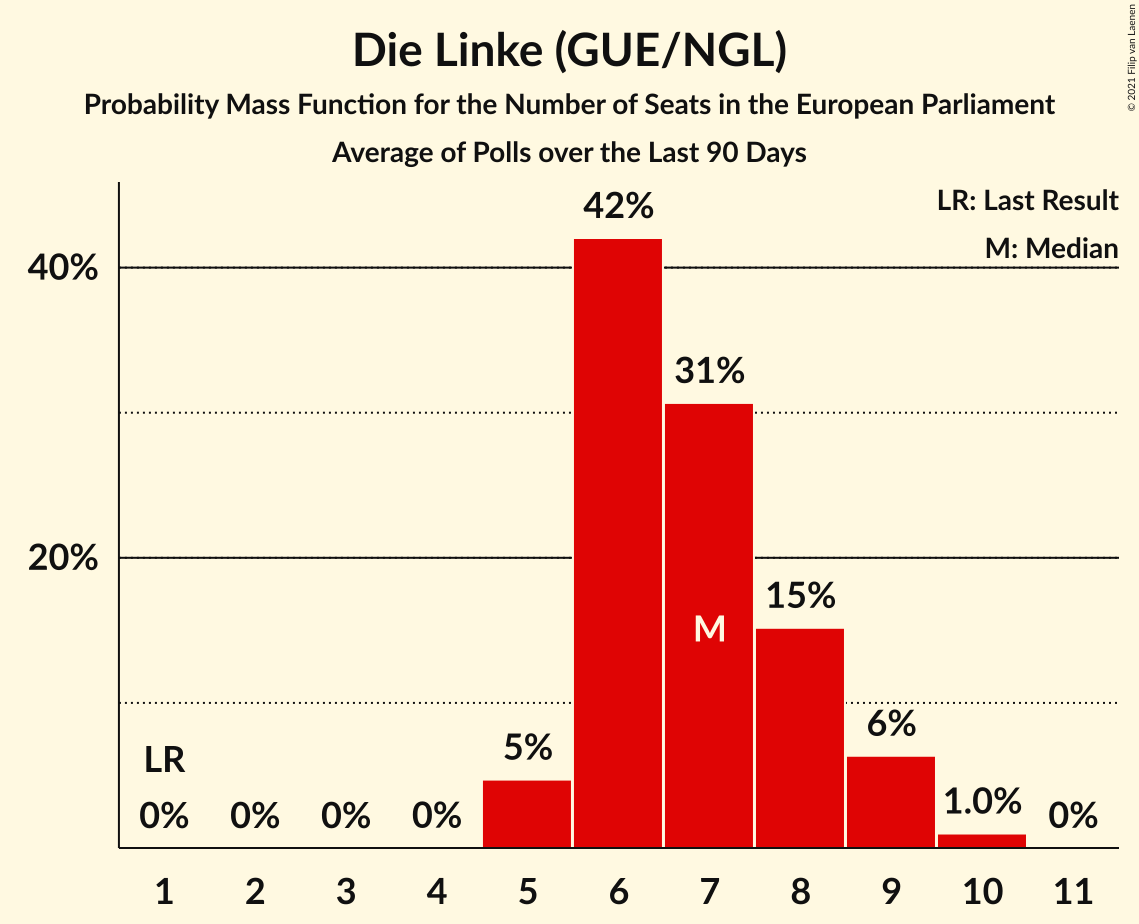 Die Linke (GUE/NGL)
Probability Mass Function for the Number of Seats in the European Parliament
Average of Polls over the Last 90 Days
© 2021 Filip van Laenen
LR: Last Result
M: Median
42%
40%
31%
20%
15%
M
6%
5%
LR
1.0%
0%
0%
0%
0%
0%
1 2 3 4 5 6 7 8 9 10 11